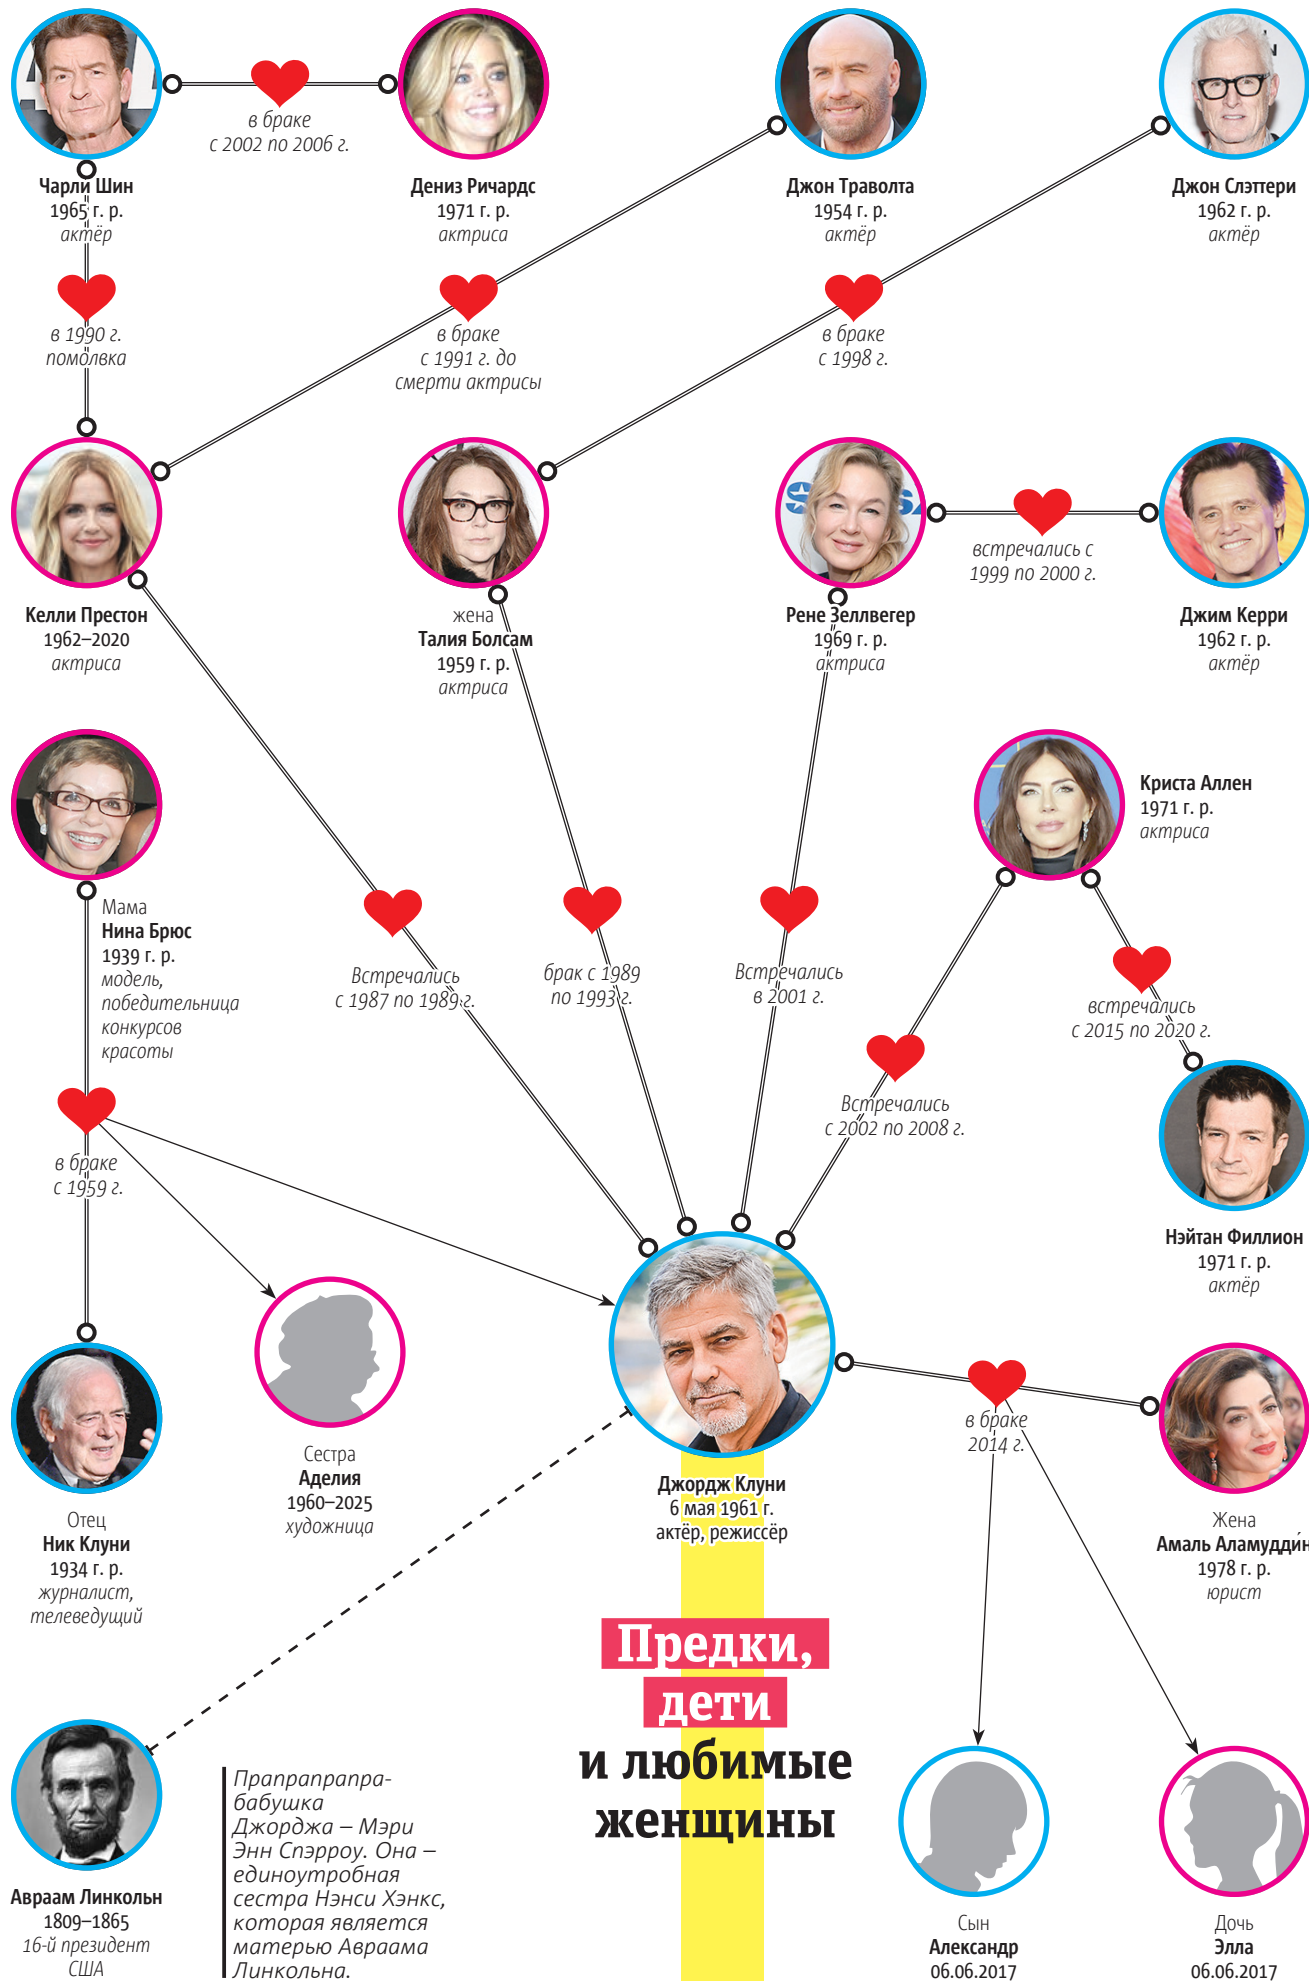 в браке
с 2002 по 2006 г.
Чарли Шин
1965 г. р.
актёр
Дениз Ричардс
1971 г. р.
актриса
Джон Траволта
1954 г. р.
актёр
Джон Слэттери
1962 г. р.
актёр
в 1990 г.
помолвка
в браке
с 1991 г. до
смерти актрисы
в браке
с 1998 г.
встречались с
1999 по 2000 г.
Келли Престон
1962–2020
актриса
жена
Талия Болсам
1959 г. р.
актриса
Рене Зеллвегер
1969 г. р.
актриса
Джим Керри
1962 г. р.
актёр
Криста Аллен
1971 г. р.
актриса
Мама
Нина Брюс
1939 г. р.
модель,
победительница
конкурсов
красоты
Встречались
с 1987 по 1989 г.
брак с 1989
по 1993 г.
Встречались
в 2001 г.
встречались
с 2015 по 2020 г.
Встречались
с 2002 по 2008 г.
в браке
с 1959 г.
Нэйтан Филлион
1971 г. р.
актёр
Сестра
Аделия
1960–2025
художница
Отец
Ник Клуни
1934 г. р.
журналист,
телеведущий
Джордж Клуни
6 мая 1961 г.
актёр, режиссёр
в браке
2014 г.
Жена
Амаль Аламудди́н
1978 г. р.
юрист
Предки,
дети
и любимые
женщины
Авраам Линкольн
1809–1865
16-й президент
США
Прапрапрапра-
бабушка
Джорджа – Мэри
Энн Спэрроу. Она –
единоутробная
сестра Нэнси Хэнкс,
которая является
матерью Авраама
Линкольна.
Сын
Александр
06.06.2017
Дочь
Элла
06.06.2017